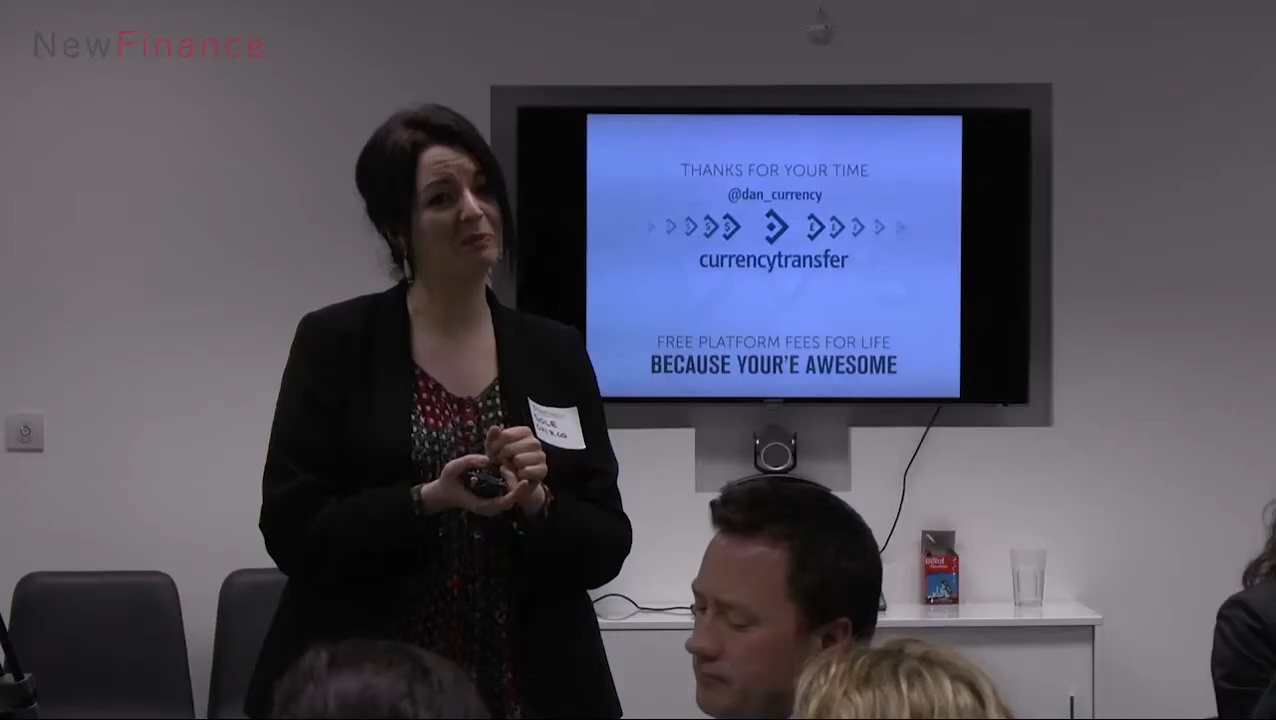 NewFinance
THANKS FOR YOUR TIME
@dan_currency
currencytransfer
FREE PLATFORM FEES FOR LIFE
BECAUSE YOUR'E AWESOME